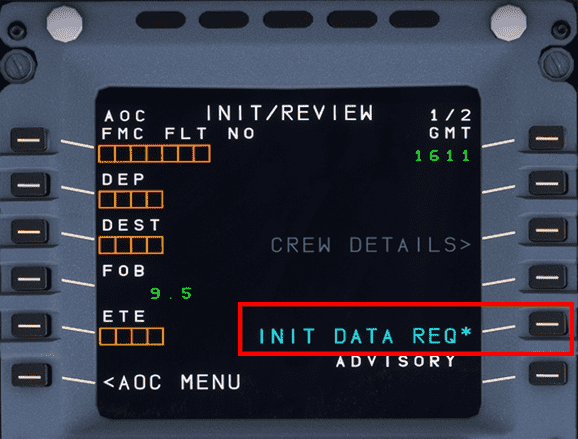 AOC INIT/REVIEW 1/2
FMC FLT NO GMT
1611
DEP
DEST
CREW DETAILS>
FOB
9.5
ETE
INIT DATA REQ*
ADVISORY
<AOC MENU